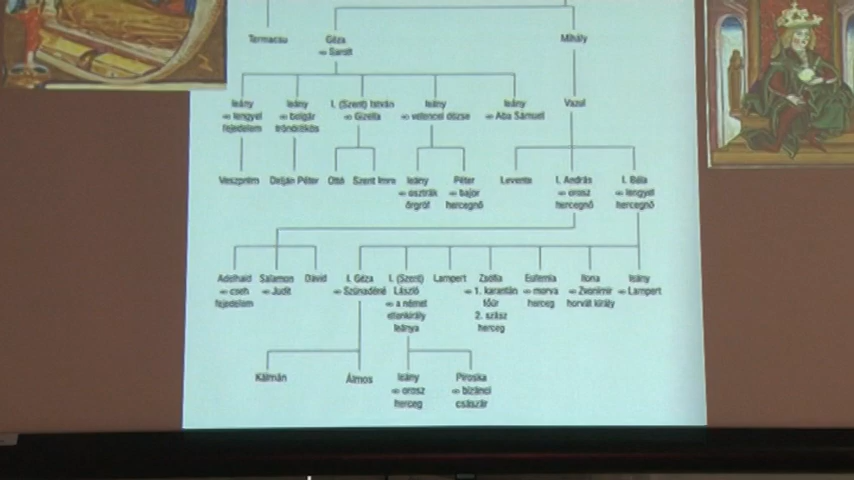 Termacsu
Géza
∞ Sarolt
Mihály
leány
∞ lengyel
fejedelem
leány
∞ bolgár
trónörökös
I. (Szent) István
∞ Gizella
leány
∞ velencei dózse
leány
∞ Aba Sámuel
Vazul
Veszprém
Deljan Péter
Ottó
Szent Imre
leány
∞ osztrák
őrgróf
Péter
∞ bajor
hercegnő
Levente
I. András
∞ orosz
hercegnő
I. Béla
∞ lengyel
hercegnő
Adelhaid
∞ cseh
fejedelem
Salamon
∞ Judit
Dávid
I. Géza
∞ Szünadéné
I. (Szent)
László
∞ a német
ellenkirály
leánya
Lampert
Zsófia
∞ 1. karantán
őrgr
2. szász
herceg
Eufemia
∞ morva
herceg
Ilona
∞ Zvonimir
horvát király
leány
∞ Lampert
Kálmán
Álmos
leány
∞ orosz
herceg
Piroska
∞ bizánci
császár